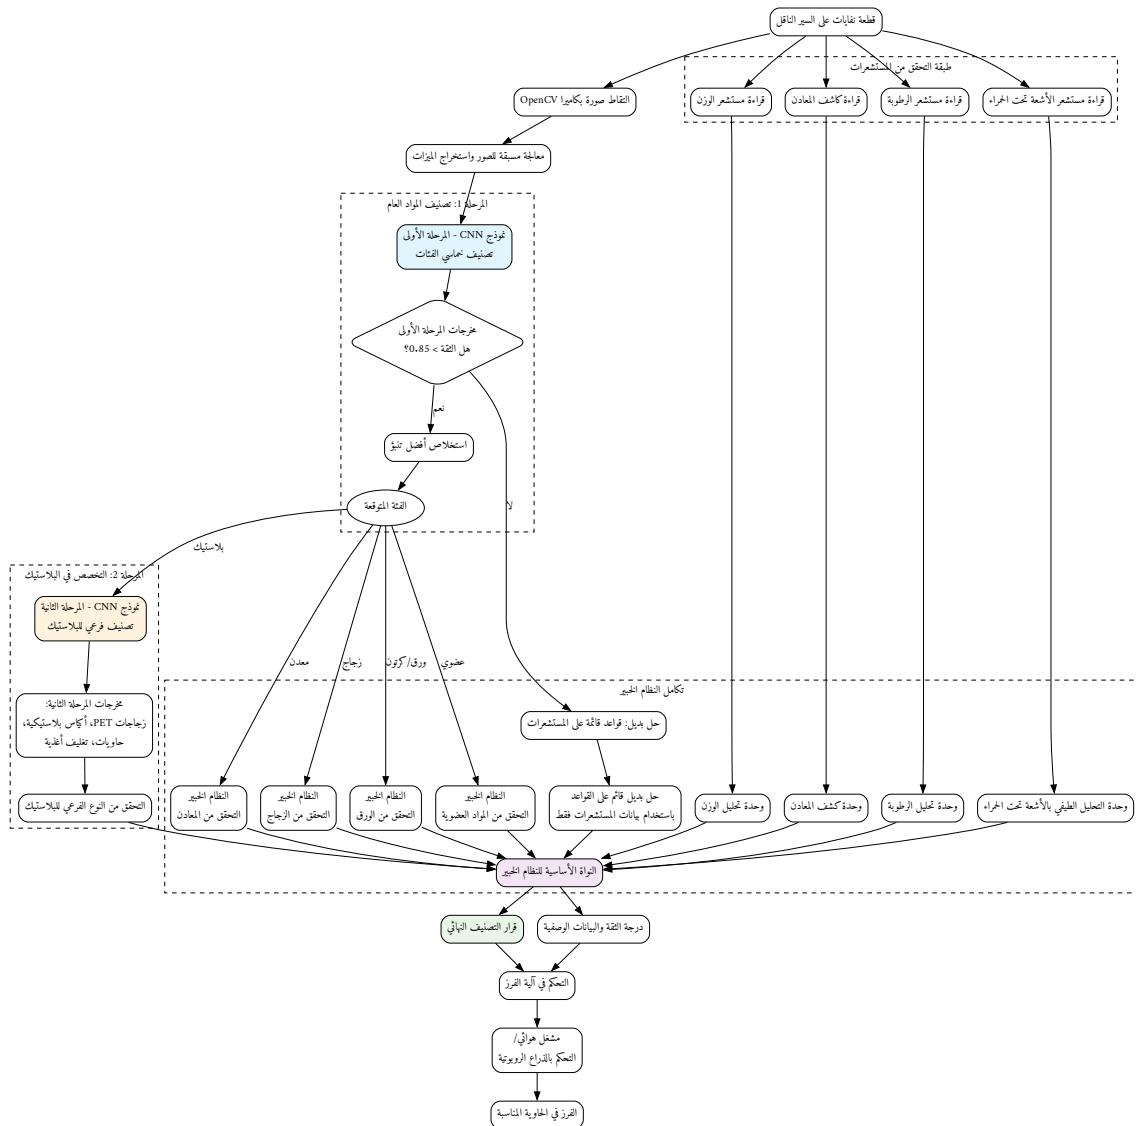 قطعة نفايات على السير الناقل
طبقة التحقق من المستشعرات
التقاط صورة بكاميرا OpenCV
قراءة مستشعر الوزن
قراءة كاشف المعادن
قراءة مستشعر الرطوبة
قراءة مستشعر الأشعة تحت الحمراء
معالجة مسبقة للصور واستخراج الميزات
المرحلة 1: تصنيف المواد العام
نموذج CNN - المرحلة الأولى
تصنيف خماسي الفئات
مخرجات المرحلة الأولى
هل الثقة > 0.85؟
نعم
استخلاص أفضل تنبؤ
الفئة المتوقعة
لا
بلاستيك
المرحلة 2: التخصص في البلاستيك
نموذج CNN - المرحلة الثانية
تصنيف فرعي للبلاستيك
معدن
زجاج
ورق/كرتون
عضوي
تكامل النظام الخبير
مخرجات المرحلة الثانية:
زجاجات PET، أكياس بلاستيكية،
حاويات، تغليف أغذية
حل بديل: قواعد قائمة على المستشعرات
التحقق من النوع الفرعي للبلاستيك
النظام الخبير
التحقق من المعادن
النظام الخبير
التحقق من الزجاج
النظام الخبير
التحقق من الورق
النظام الخبير
التحقق من المواد العضوية
حل بديل قائم على القواعد
باستخدام بيانات المستشعرات فقط
وحدة تحليل الوزن
وحدة كشف المعادن
وحدة تحليل الرطوبة
وحدة التحليل الطيفي بالأشعة تحت الحمراء
النواة الأساسية للنظام الخبير
قرار التصنيف النهائي
درجة الثقة والبيانات الوصفية
التحكم في آلية الفرز
مشغل هوائي/
التحكم بالذراع الروبوتية
الفرز في الحاوية المناسبة